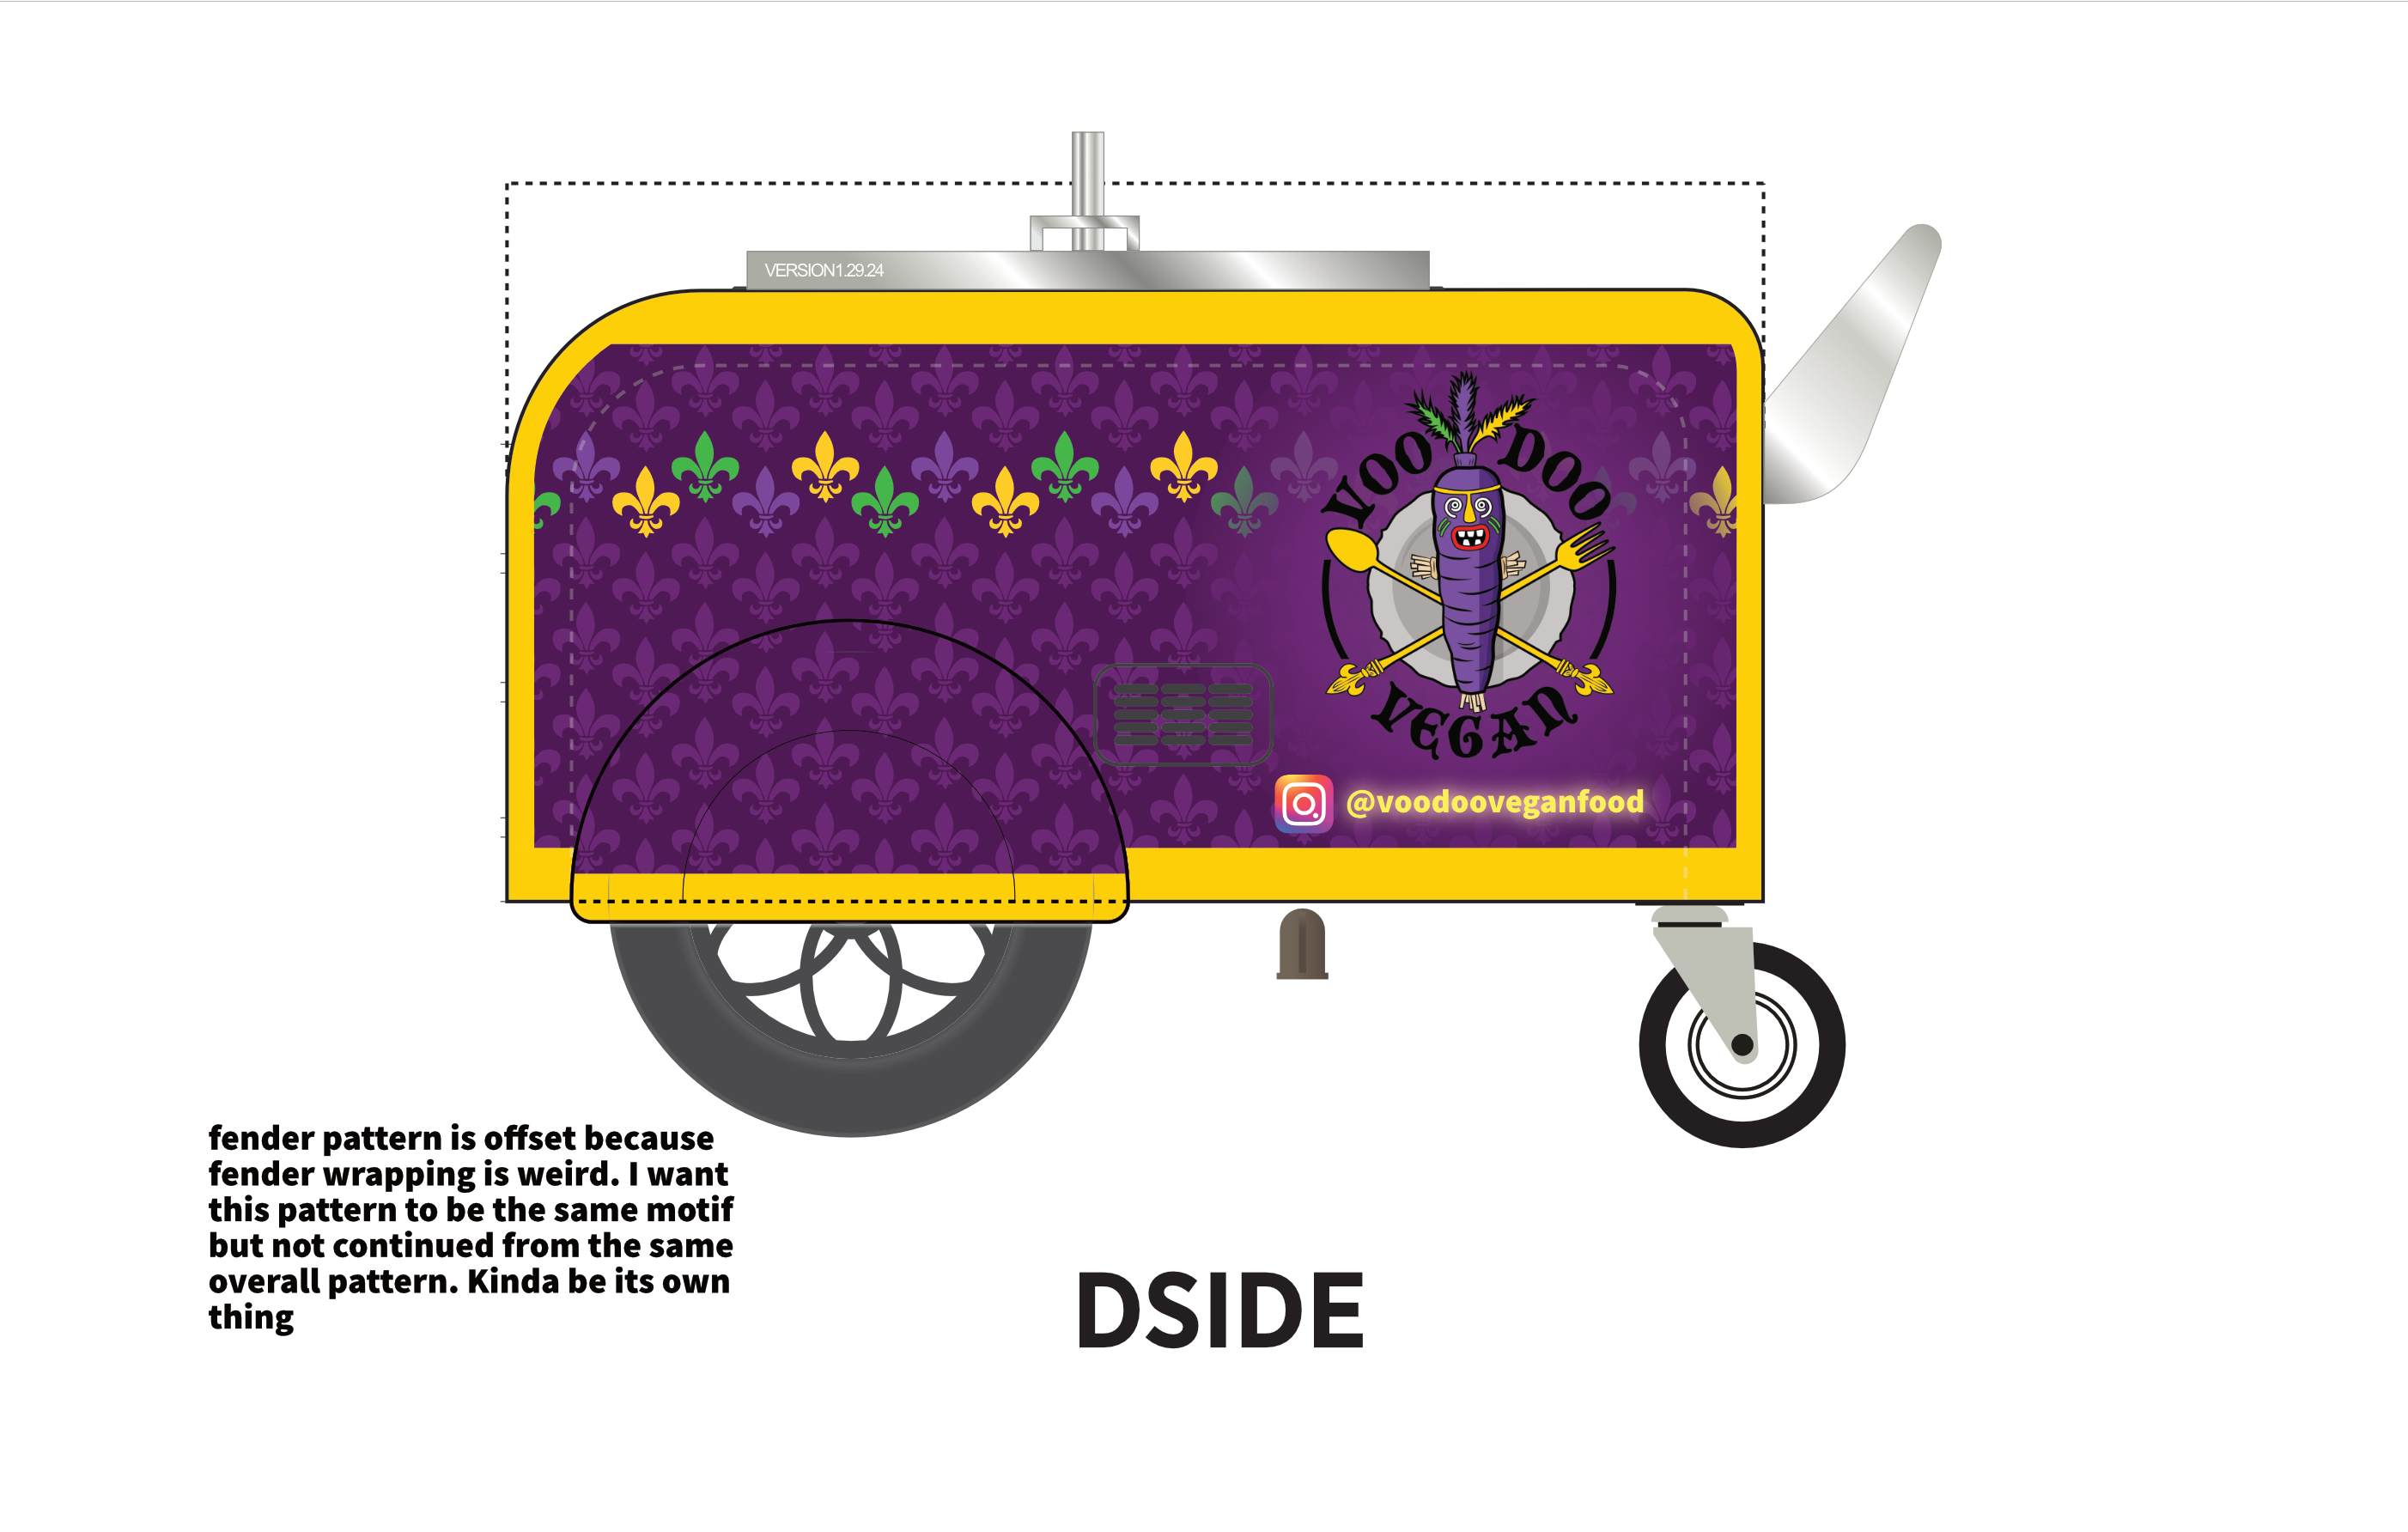 VERSION1.29.24
VOO DOO
VEGAN
@voodooveganfood
fender pattern is offset because
fender wrapping is weird. I want
this pattern to be the same motif
but not continued from the same
overall pattern. Kinda be its own
thing
DSIDE